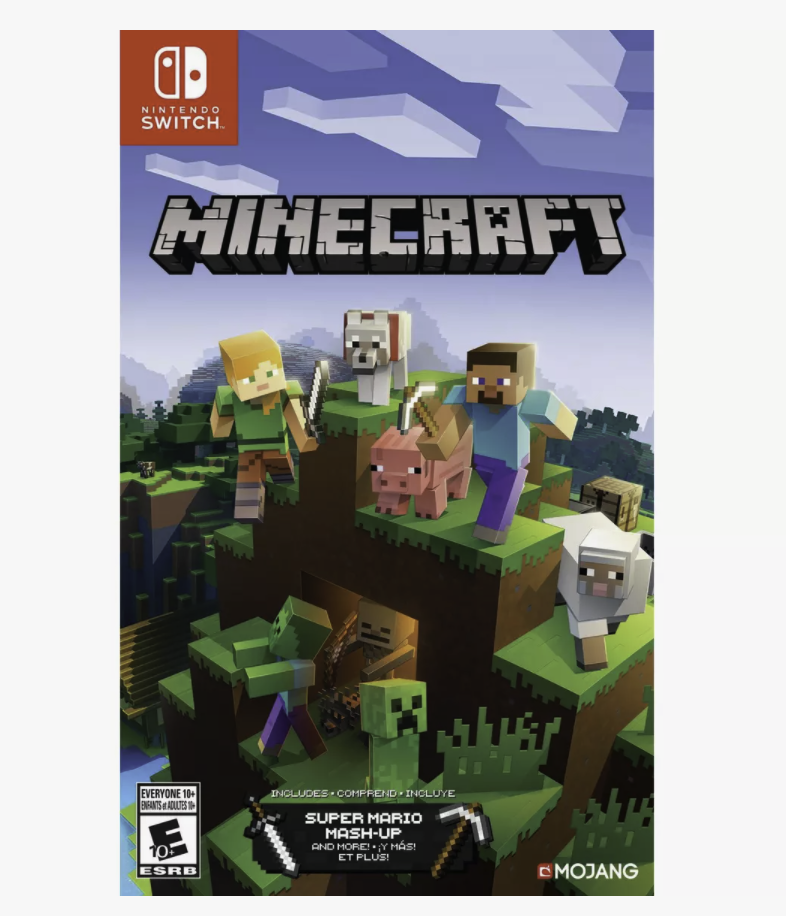 NINTENDO
SWITCH™
MINECRAFT
EVERYONE 10+
ENFANTS et ADULTES 10+
E
10+
ESRB
INCLUDES • COMPREND • INCLUYE
SUPER MARIO
MASH-UP
AND MORE! • ¡Y MÁS!
ET PLUS!
MOJANG